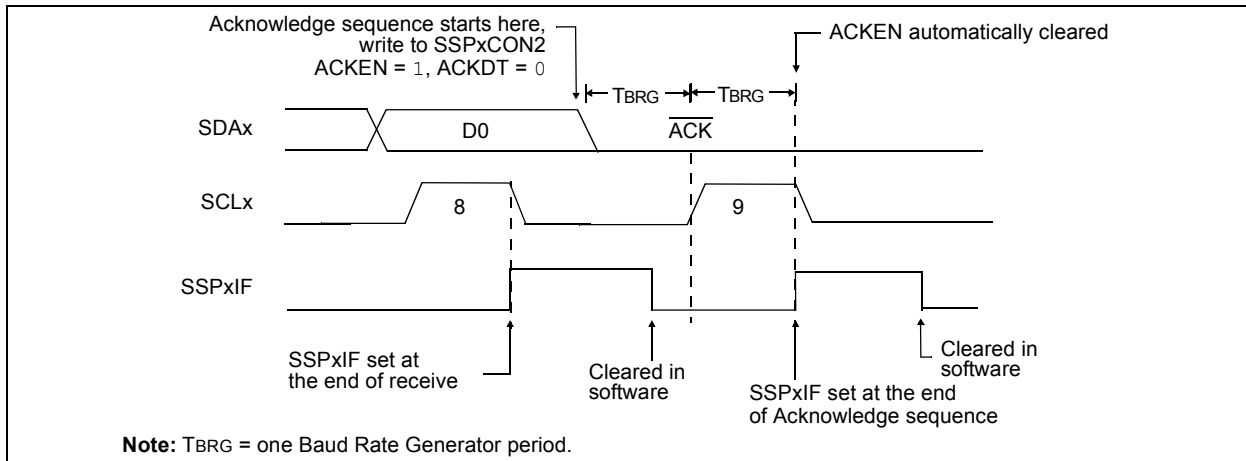 Acknowledge sequence starts here,
write to SSPxCON2
ACKEN = 1, ACKDT = 0
ACKEN automatically cleared
TBRG
TBRG
SDAx
D0
ACK
SCLx
8
9
SSPxIF
SSPxIF set at
the end of receive
Cleared in
software
SSPxIF set at the end
of Acknowledge sequence
Cleared in
software
Note: TBRG = one Baud Rate Generator period.